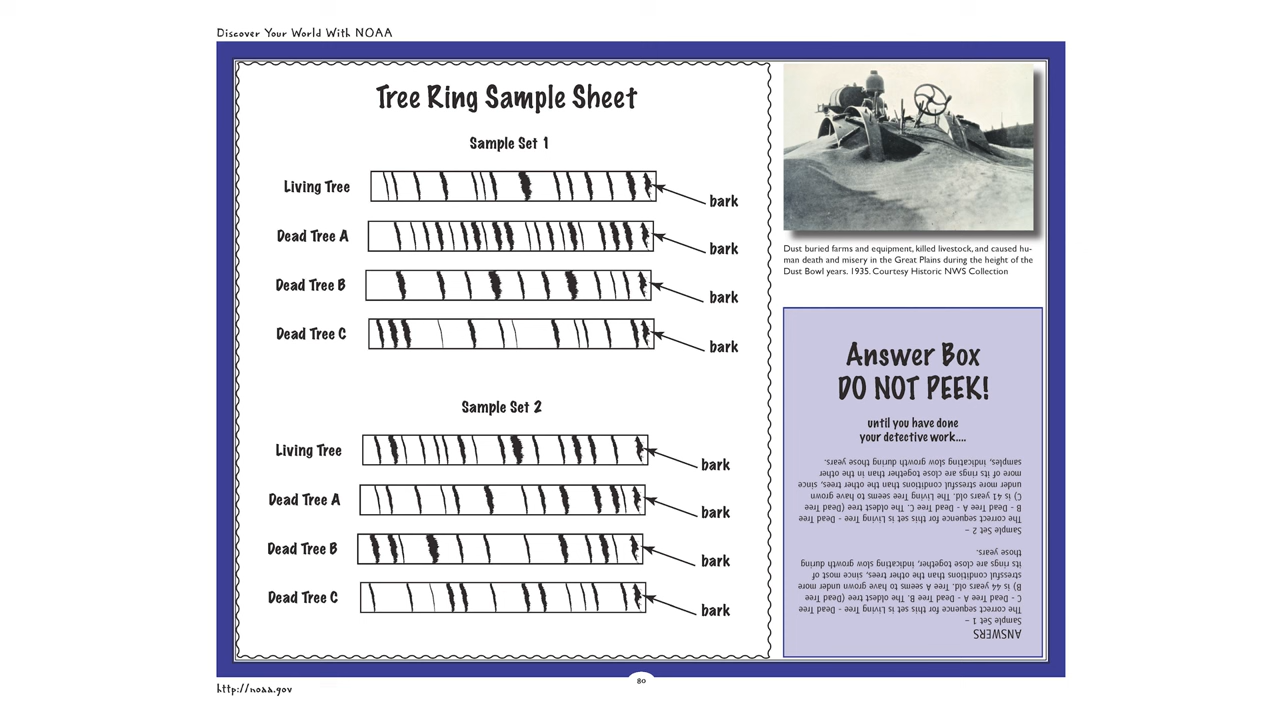 Discover Your World With NOAA
Tree Ring Sample Sheet
Sample Set 1
Living Tree
bark
Dead Tree A
bark
Dead Tree B
bark
Dead Tree C
bark
Sample Set 2
Living Tree
bark
Dead Tree A
bark
Dead Tree B
bark
Dead Tree C
bark
Dust buried farms and equipment, killed livestock, and caused hu-
man death and misery in the Great Plains during the height of the
Dust Bowl years. 1935. Courtesy Historic NWS Collection
Answer Box
DO NOT PEEK!
until you have done
your detective work....
ANSWERS
Sample Set 1 –
The correct sequence for this set is Living Tree - Dead Tree
C - Dead Tree A - Dead Tree B. The oldest tree (Dead Tree
B) is 44 years old. Tree A seems to have grown under more
stressful conditions than the other trees, since most of
its rings are close together, indicating slow growth during
those years.
Sample Set 2 –
The correct sequence for this set is Living Tree - Dead Tree
B - Dead Tree A - Dead Tree C. The oldest tree (Dead Tree
C) is 41 years old. The Living Tree seems to have grown
under more stressful conditions than the other trees, since
more of its rings are close together than in the other
samples, indicating slow growth during those years.
80
http://noaa.gov